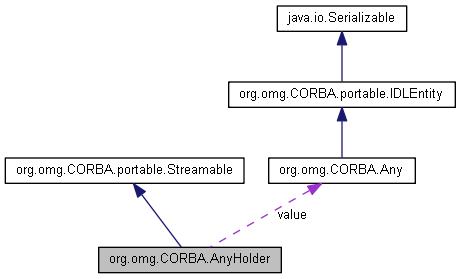 java.io.Serializable
org.omg.CORBA.portable.IDLEntity
org.omg.CORBA.portable.Streamable
org.omg.CORBA.Any
value
org.omg.CORBA.AnyHolder